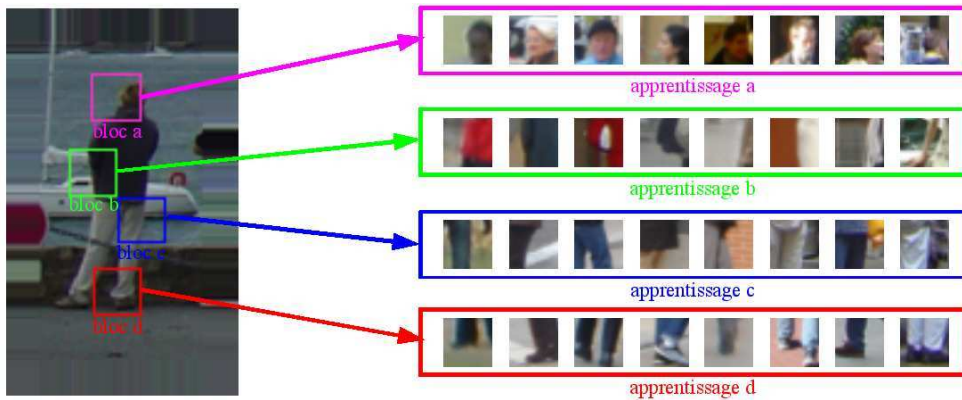 bloc a
bloc b
bloc c
bloc d
apprentissage a
apprentissage b
apprentissage c
apprentissage d